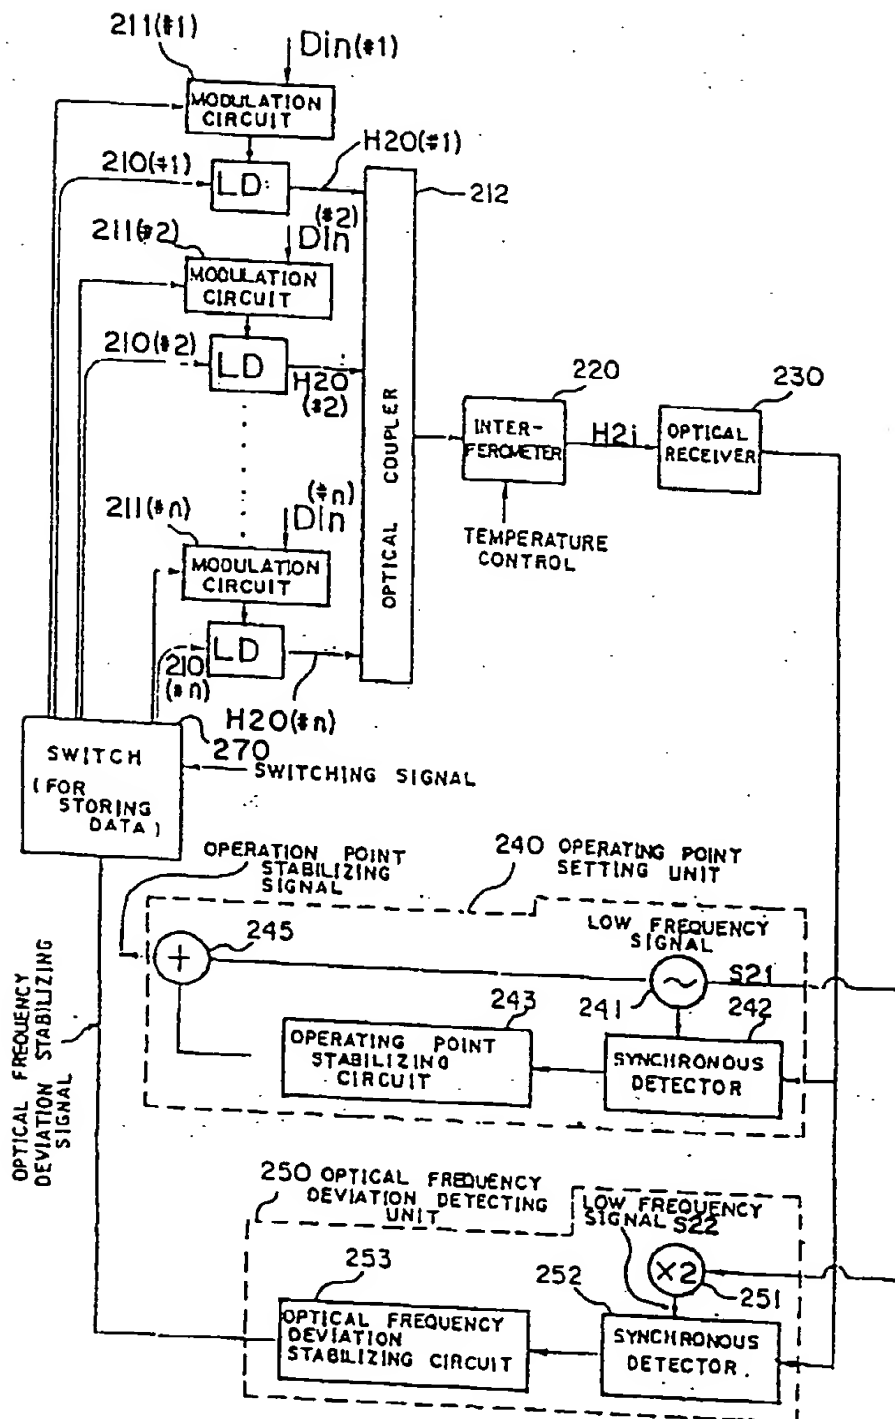 211(#1)
Din(#1)
MODULATION
CIRCUIT
H20(#1)
210(#1)
LD
212
(#2)
Din
211(#2)
MODULATION
CIRCUIT
210(#2)
LD
H20
(#2)
OPTICAL COUPLER
220
INTER-
FEROMETER
H2i
230
OPTICAL
RECEIVER
TEMPERATURE
CONTROL
(#n)
Din
211(#n)
MODULATION
CIRCUIT
LD
210
(#n)
H20(#n)
270
SWITCH
(FOR
STORING
DATA)
SWITCHING SIGNAL
OPERATION POINT
STABILIZING
SIGNAL
240 OPERATING POINT
SETTING UNIT
245
+
LOW FREQUENCY
SIGNAL
S21
~
241
242
243
OPERATING POINT
STABILIZING
CIRCUIT
SYNCHRONOUS
DETECTOR
OPTICAL FREQUENCY
DEVIATION STABILIZING
SIGNAL
250 OPTICAL FREQUENCY
DEVIATION DETECTING
UNIT
LOW FREQUENCY
SIGNAL S22
×2
251
252
253
OPTICAL FREQUENCY
DEVIATION
STABILIZING CIRCUIT
SYNCHRONOUS
DETECTOR